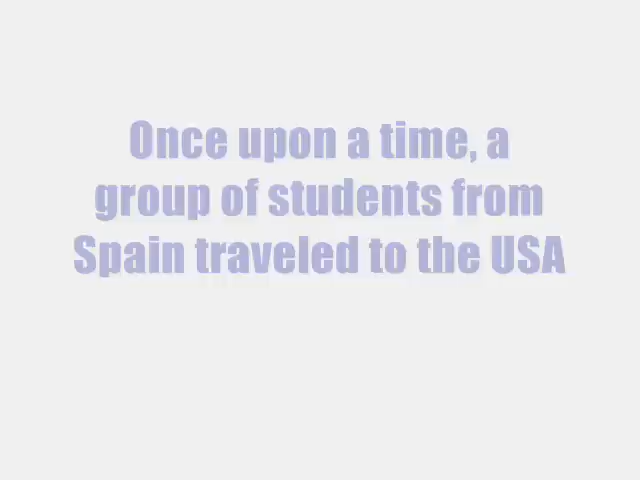 Once upon a time, a
group of students from
Spain traveled to the USA